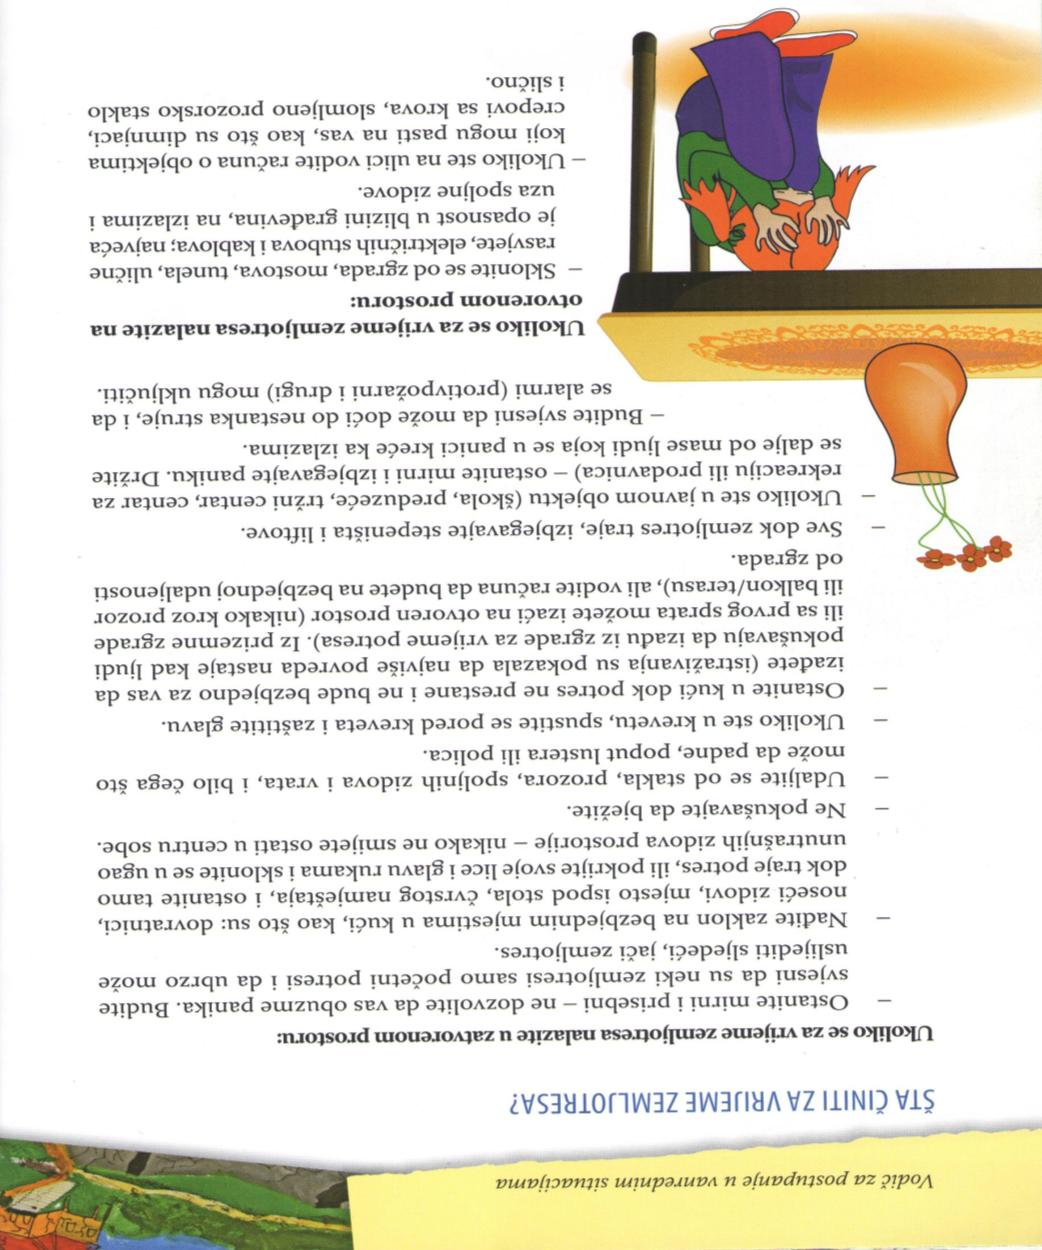 Vodič za postupanje u vanrednim situacijama
ŠTA ČINITI ZA VRIJEME ZEMLJOTRESA?
Ukoliko se za vrijeme zemljotresa nalazite u zatvorenom prostoru:
– Ostanite mirni i prisebni – ne dozvolite da vas obuzme panika. Budite
svjesni da su neki zemljotresi samo početni potresi i da ubrzo može
uslijediti sljedeći, jači zemljotres.
– Nađite zaklon na bezbjednim mjestima u kući, kao što su: dovratnici,
noseći zidovi, mjesto ispod stola, čvrstog namještaja, i ostanite tamo
dok traje potres, ili pokrijte svoje lice i glavu rukama i sklonite se u ugao
unutrašnjih zidova prostorije – nikako ne smijete ostati u centru sobe.
– Ne pokušavajte da bježite.
– Udaljite se od stakla, prozora, spoljnih zidova i vrata, i bilo čega što
može da padne, poput lustera ili polica.
– Ukoliko ste u krevetu, spustite se pored kreveta i zaštitite glavu.
– Ostanite u kući dok potres ne prestane i ne bude bezbjedno za vas da
izađete (istraživanja su pokazala da najviše povreda nastaje kad ljudi
pokušavaju da izađu iz zgrade za vrijeme potresa). Iz prizemne zgrade
ili sa prvog sprata možete izaći na otvoren prostor (nikako kroz prozor
ili balkon/terasu), ali vodite računa da budete na bezbjednoj udaljenosti
od zgrada.
– Sve dok zemljotres traje, izbjegavajte stepeništa i liftove.
– Ukoliko ste u javnom objektu (škola, preduzeće, tržni centar, centar za
rekreaciju ili prodavnica) – ostanite mirni i izbjegavajte paniku. Držite
se dalje od mase ljudi koja se u panici kreće ka izlazima.
– Budite svjesni da može doći do nestanka struje, i da
se alarmi (protivpožarni i drugi) mogu uključiti.
Ukoliko se za vrijeme zemljotresa nalazite na
otvorenom prostoru:
– Sklonite se od zgrada, mostova, tunela, ulične
rasvjete, električnih stubova i kablova; najveća
je opasnost u blizini građevina, na izlazima i
uza spoljne zidove.
– Ukoliko ste na ulici vodite računa o objektima
koji mogu pasti na vas, kao što su dimnjaci,
crepovi sa krova, slomljeno prozorsko staklo
i slično.